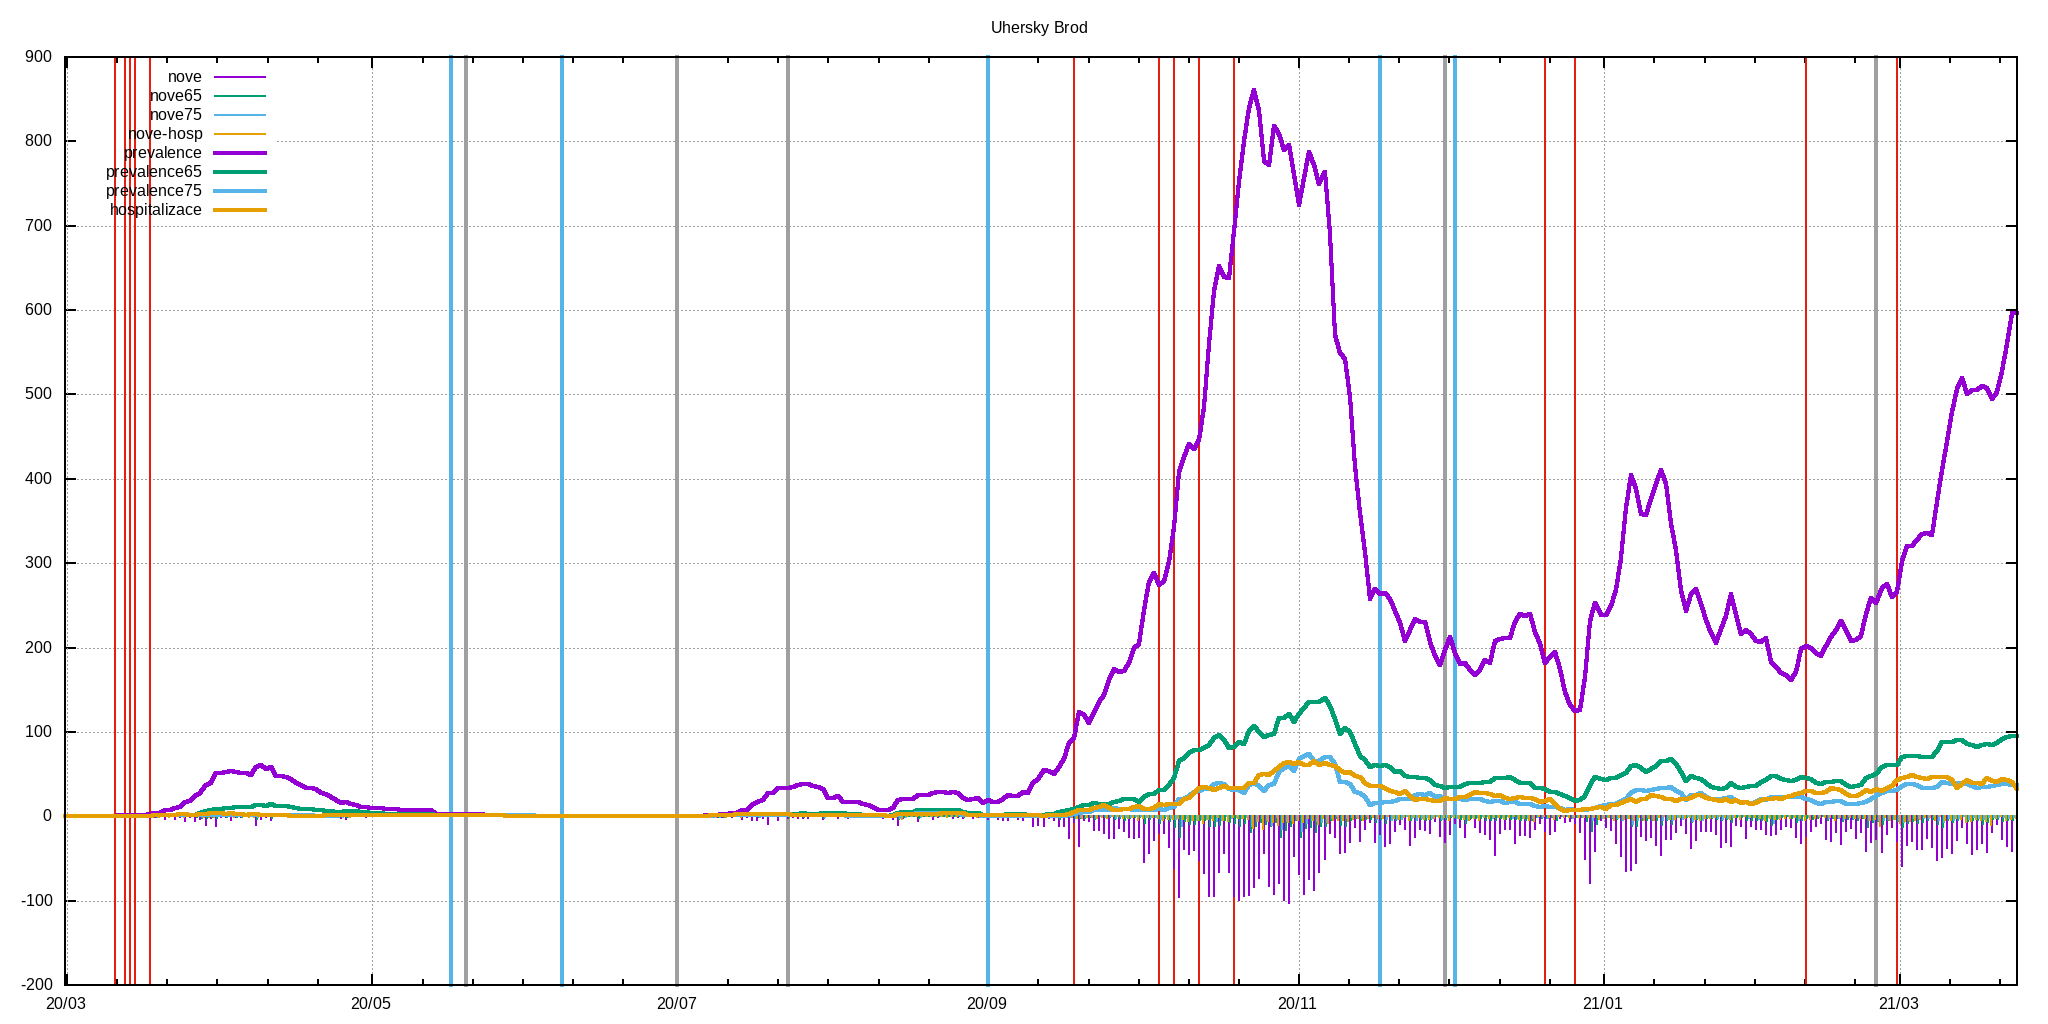 Uhersky Brod
900
800
700
600
500
400
300
200
100
0
-100
-200
nove
nove65
nove75
nove-hosp
prevalence
prevalence65
prevalence75
hospitalizace
20/03
20/05
20/07
20/09
20/11
21/01
21/03